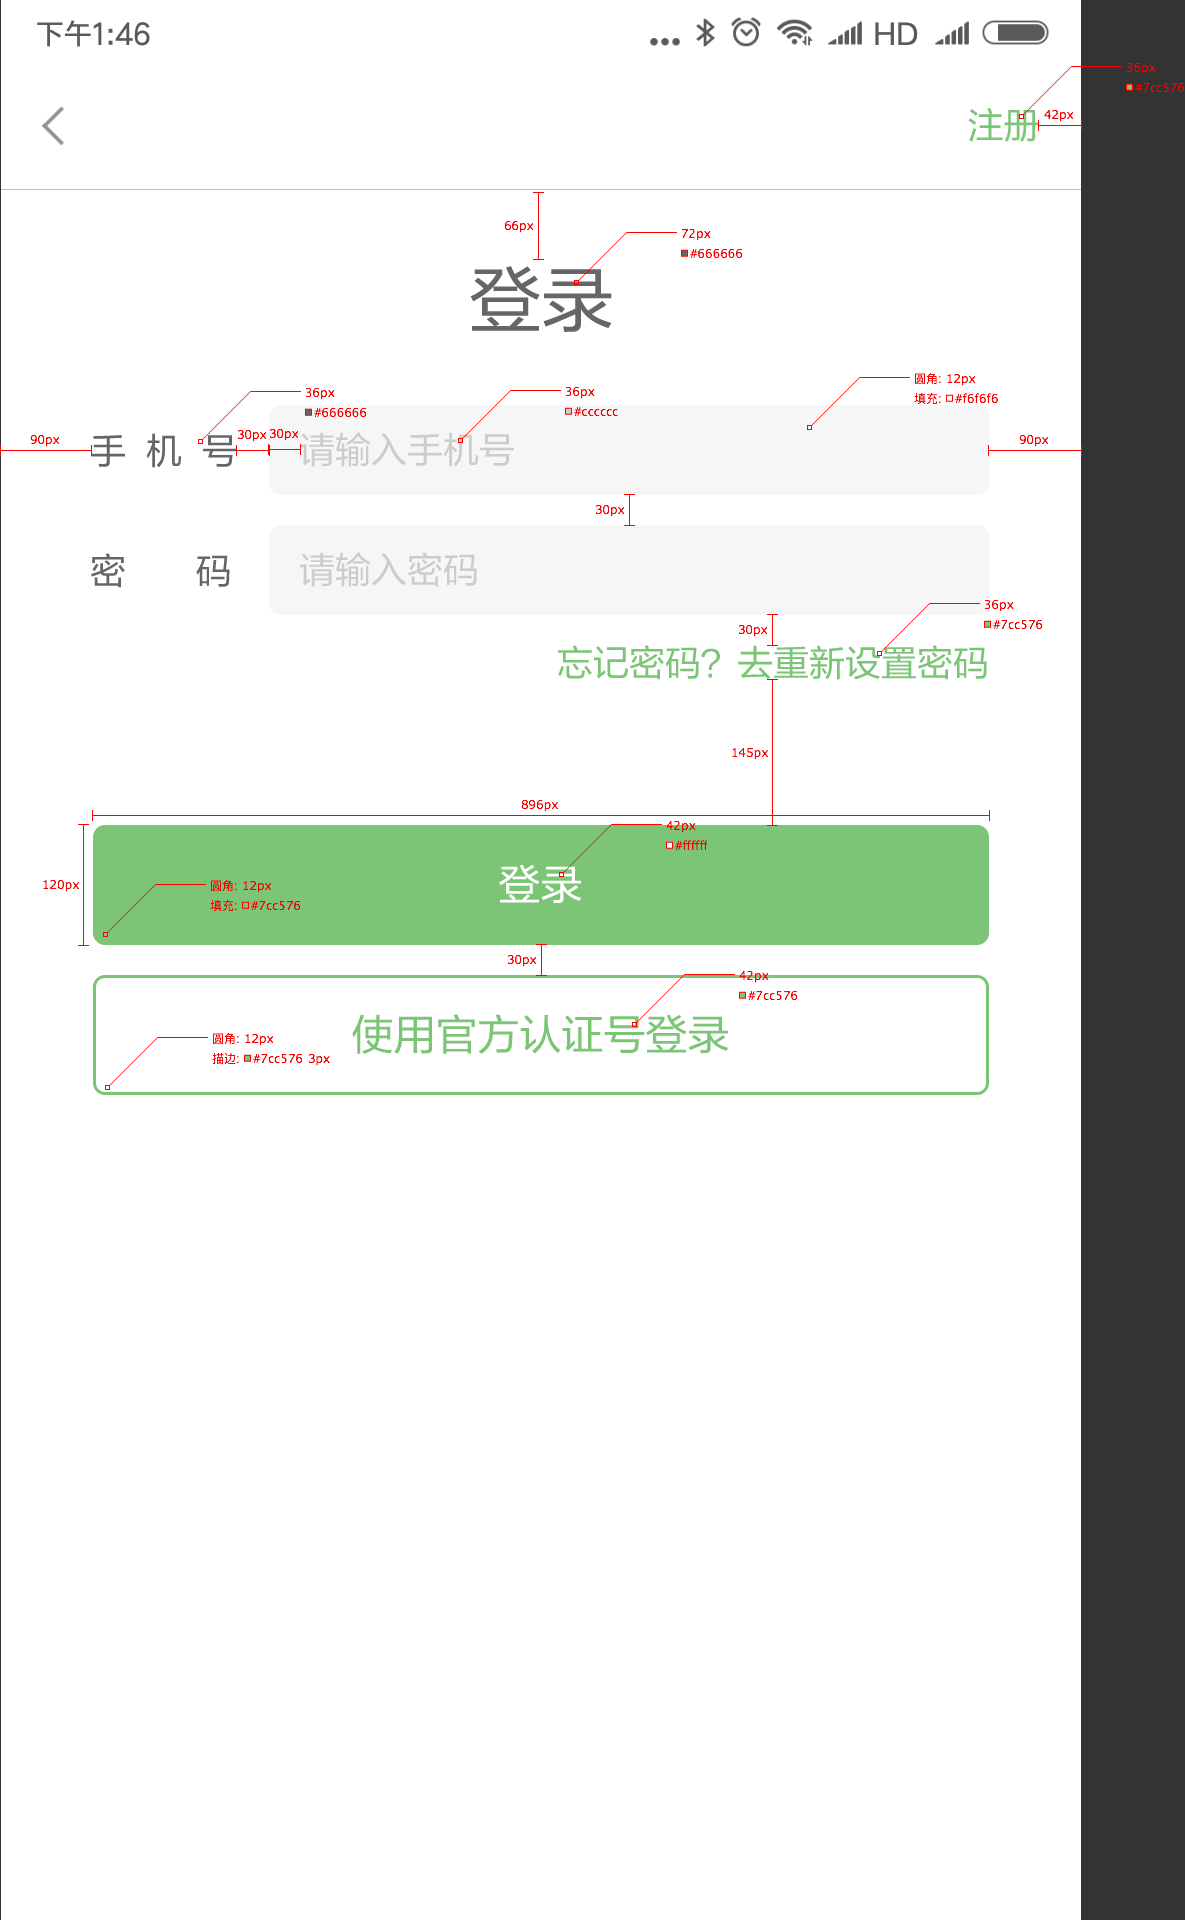 下午1:46 HD
36px
#7cc576
注册 42px
66px
72px
#666666
登录
36px
#666666
36px
#cccccc
圆角: 12px
填充: #f6f6f6
90px 手 机 号 30px 30px 请输入手机号 90px
30px
密 码 请输入密码
36px
#7cc576
30px
忘记密码？去重新设置密码
145px
896px
42px
#ffffff
120px 登录
圆角: 12px
填充: #7cc576
30px
42px
#7cc576
使用官方认证号登录
圆角: 12px
描边: #7cc576 3px